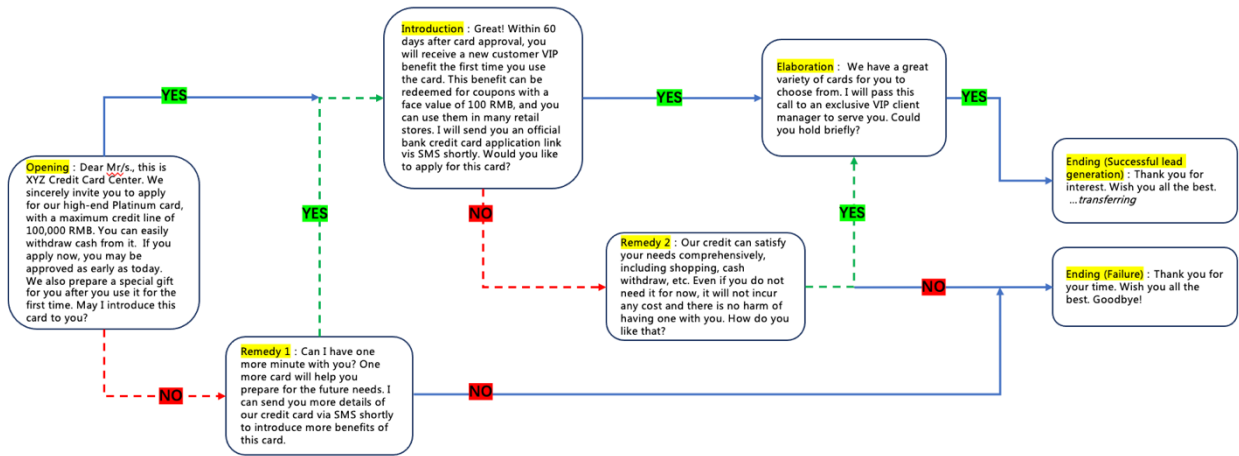 Introduction : Great! Within 60
days after card approval, you
will receive a new customer VIP
benefit the first time you use
the card. This benefit can be
redeemed for coupons with a
face value of 100 RMB, and you
can use them in many retail
stores. I will send you an official
bank credit card application link
vis SMS shortly. Would you like
to apply for this card?
Elaboration : We have a great
variety of cards for you to
choose from. I will pass this
call to an exclusive VIP client
manager to serve you. Could
you hold briefly?
YES
YES
YES
Opening : Dear Mr/s., this is
XYZ Credit Card Center. We
sincerely invite you to apply
for our high-end Platinum card,
with a maximum credit line of
100,000 RMB. You can easily
withdraw cash from it. If you
apply now, you may be
approved as early as today.
We also prepare a special gift
for you after you use it for the
first time. May I introduce this
card to you?
Ending (Successful lead
generation) : Thank you for
interest. Wish you all the best.
...transferring
YES
NO
YES
Remedy 2 : Our credit can satisfy
your needs comprehensively,
including shopping, cash
withdraw, etc. Even if you do not
need it for now, it will not incur
any cost and there is no harm of
having one with you. How do you
like that?
NO
Ending (Failure) : Thank you for
your time. Wish you all the
best. Goodbye!
NO
Remedy 1 : Can I have one
more minute with you? One
more card will help you
prepare for the future needs. I
can send you more details of
our credit card via SMS shortly
to introduce more benefits of
this card.
NO